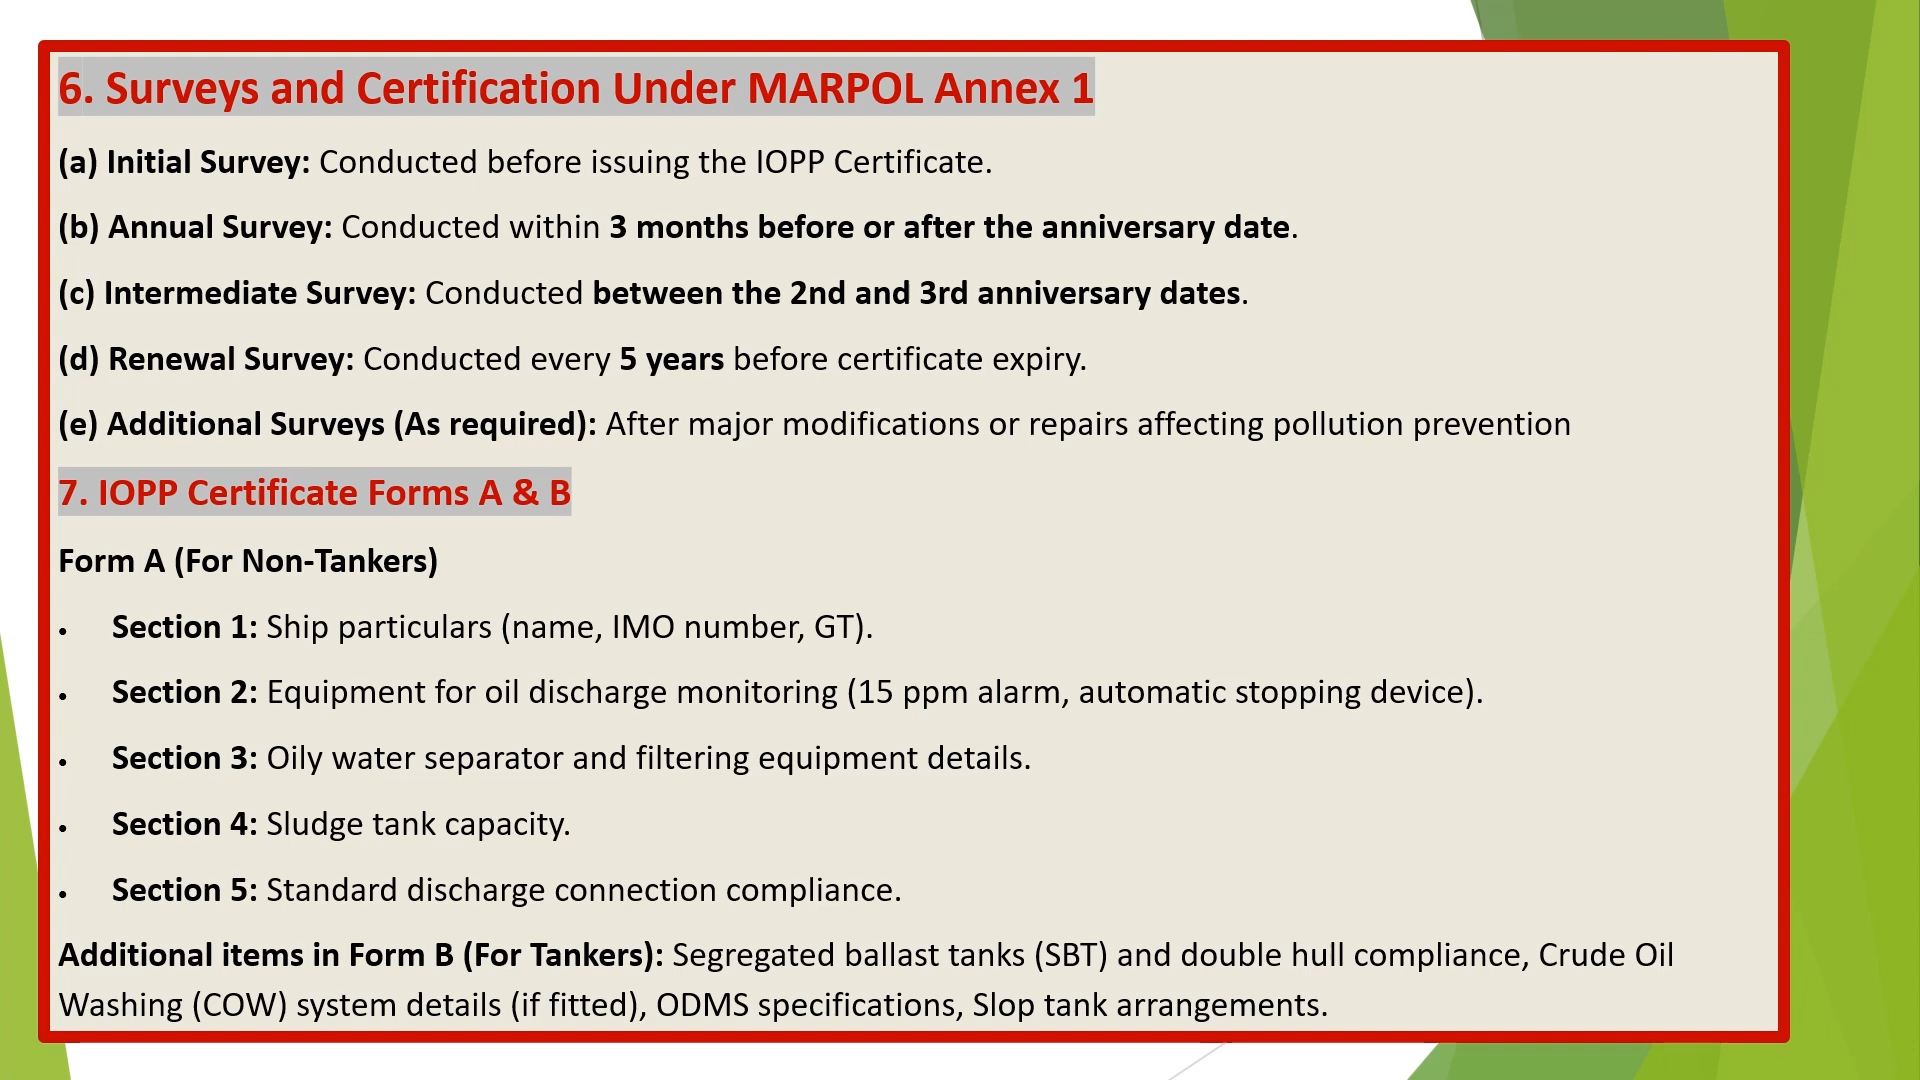 6. Surveys and Certification Under MARPOL Annex 1
(a) Initial Survey: Conducted before issuing the IOPP Certificate.
(b) Annual Survey: Conducted within 3 months before or after the anniversary date.
(c) Intermediate Survey: Conducted between the 2nd and 3rd anniversary dates.
(d) Renewal Survey: Conducted every 5 years before certificate expiry.
(e) Additional Surveys (As required): After major modifications or repairs affecting pollution prevention
7. IOPP Certificate Forms A & B
Form A (For Non-Tankers)
• Section 1: Ship particulars (name, IMO number, GT).
• Section 2: Equipment for oil discharge monitoring (15 ppm alarm, automatic stopping device).
• Section 3: Oily water separator and filtering equipment details.
• Section 4: Sludge tank capacity.
• Section 5: Standard discharge connection compliance.
Additional items in Form B (For Tankers): Segregated ballast tanks (SBT) and double hull compliance, Crude Oil
Washing (COW) system details (if fitted), ODMS specifications, Slop tank arrangements.